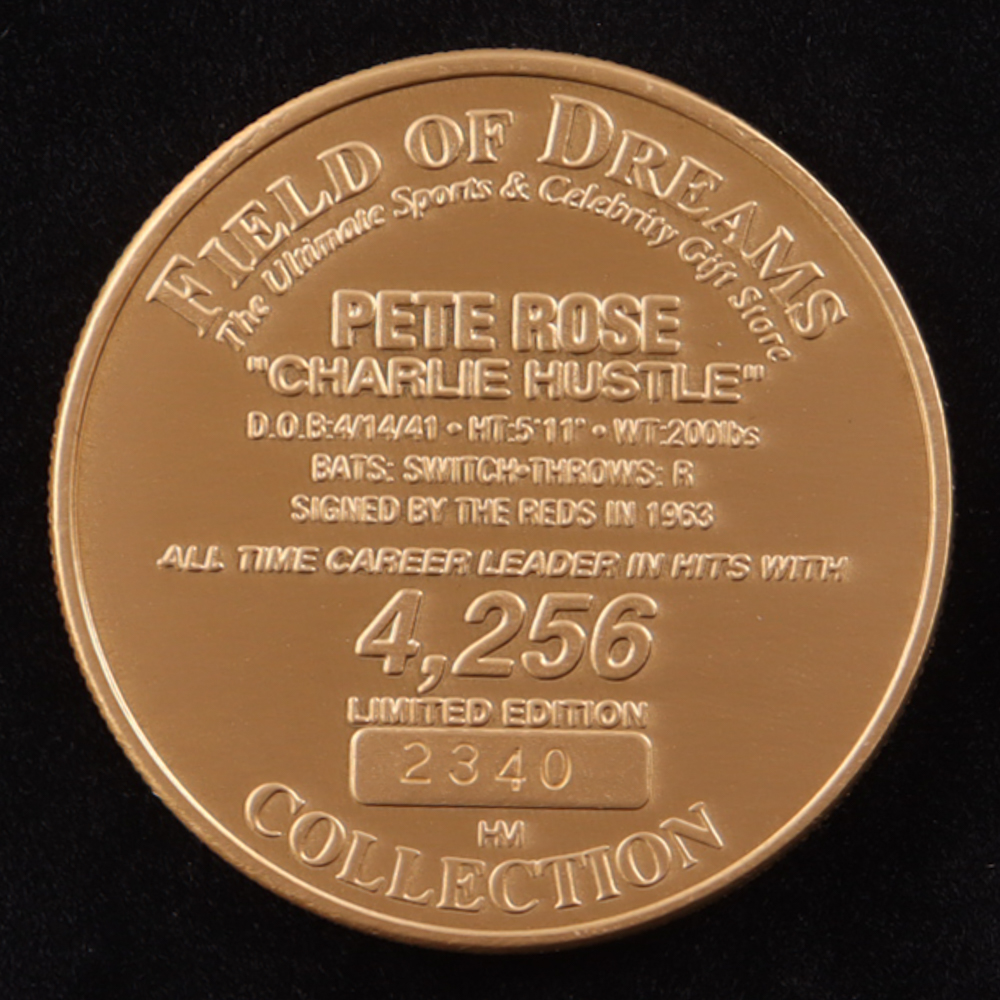 FIELD OF DREAMS
The Ultimate Sports & Celebrity Gift Store
PETE ROSE
"CHARLIE HUSTLE"
D.O.B:4/14/41 • HT:5'11" • WT:200lbs
BATS: SWITCH•THROWS: R
SIGNED BY THE REDS IN 1963
ALL TIME CAREER LEADER IN HITS WITH
4,256
LIMITED EDITION
2340
HM
COLLECTION